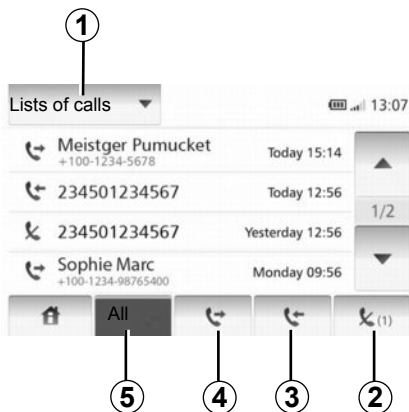 1
Lists of calls 13:07
Meistger Pumucket Today 15:14
+100-1234-5678
234501234567 Today 12:56
1/2
234501234567 Yesterday 12:56
Sophie Marc Monday 09:56
+100-1234-98765400
All (1)
5 4 3 2